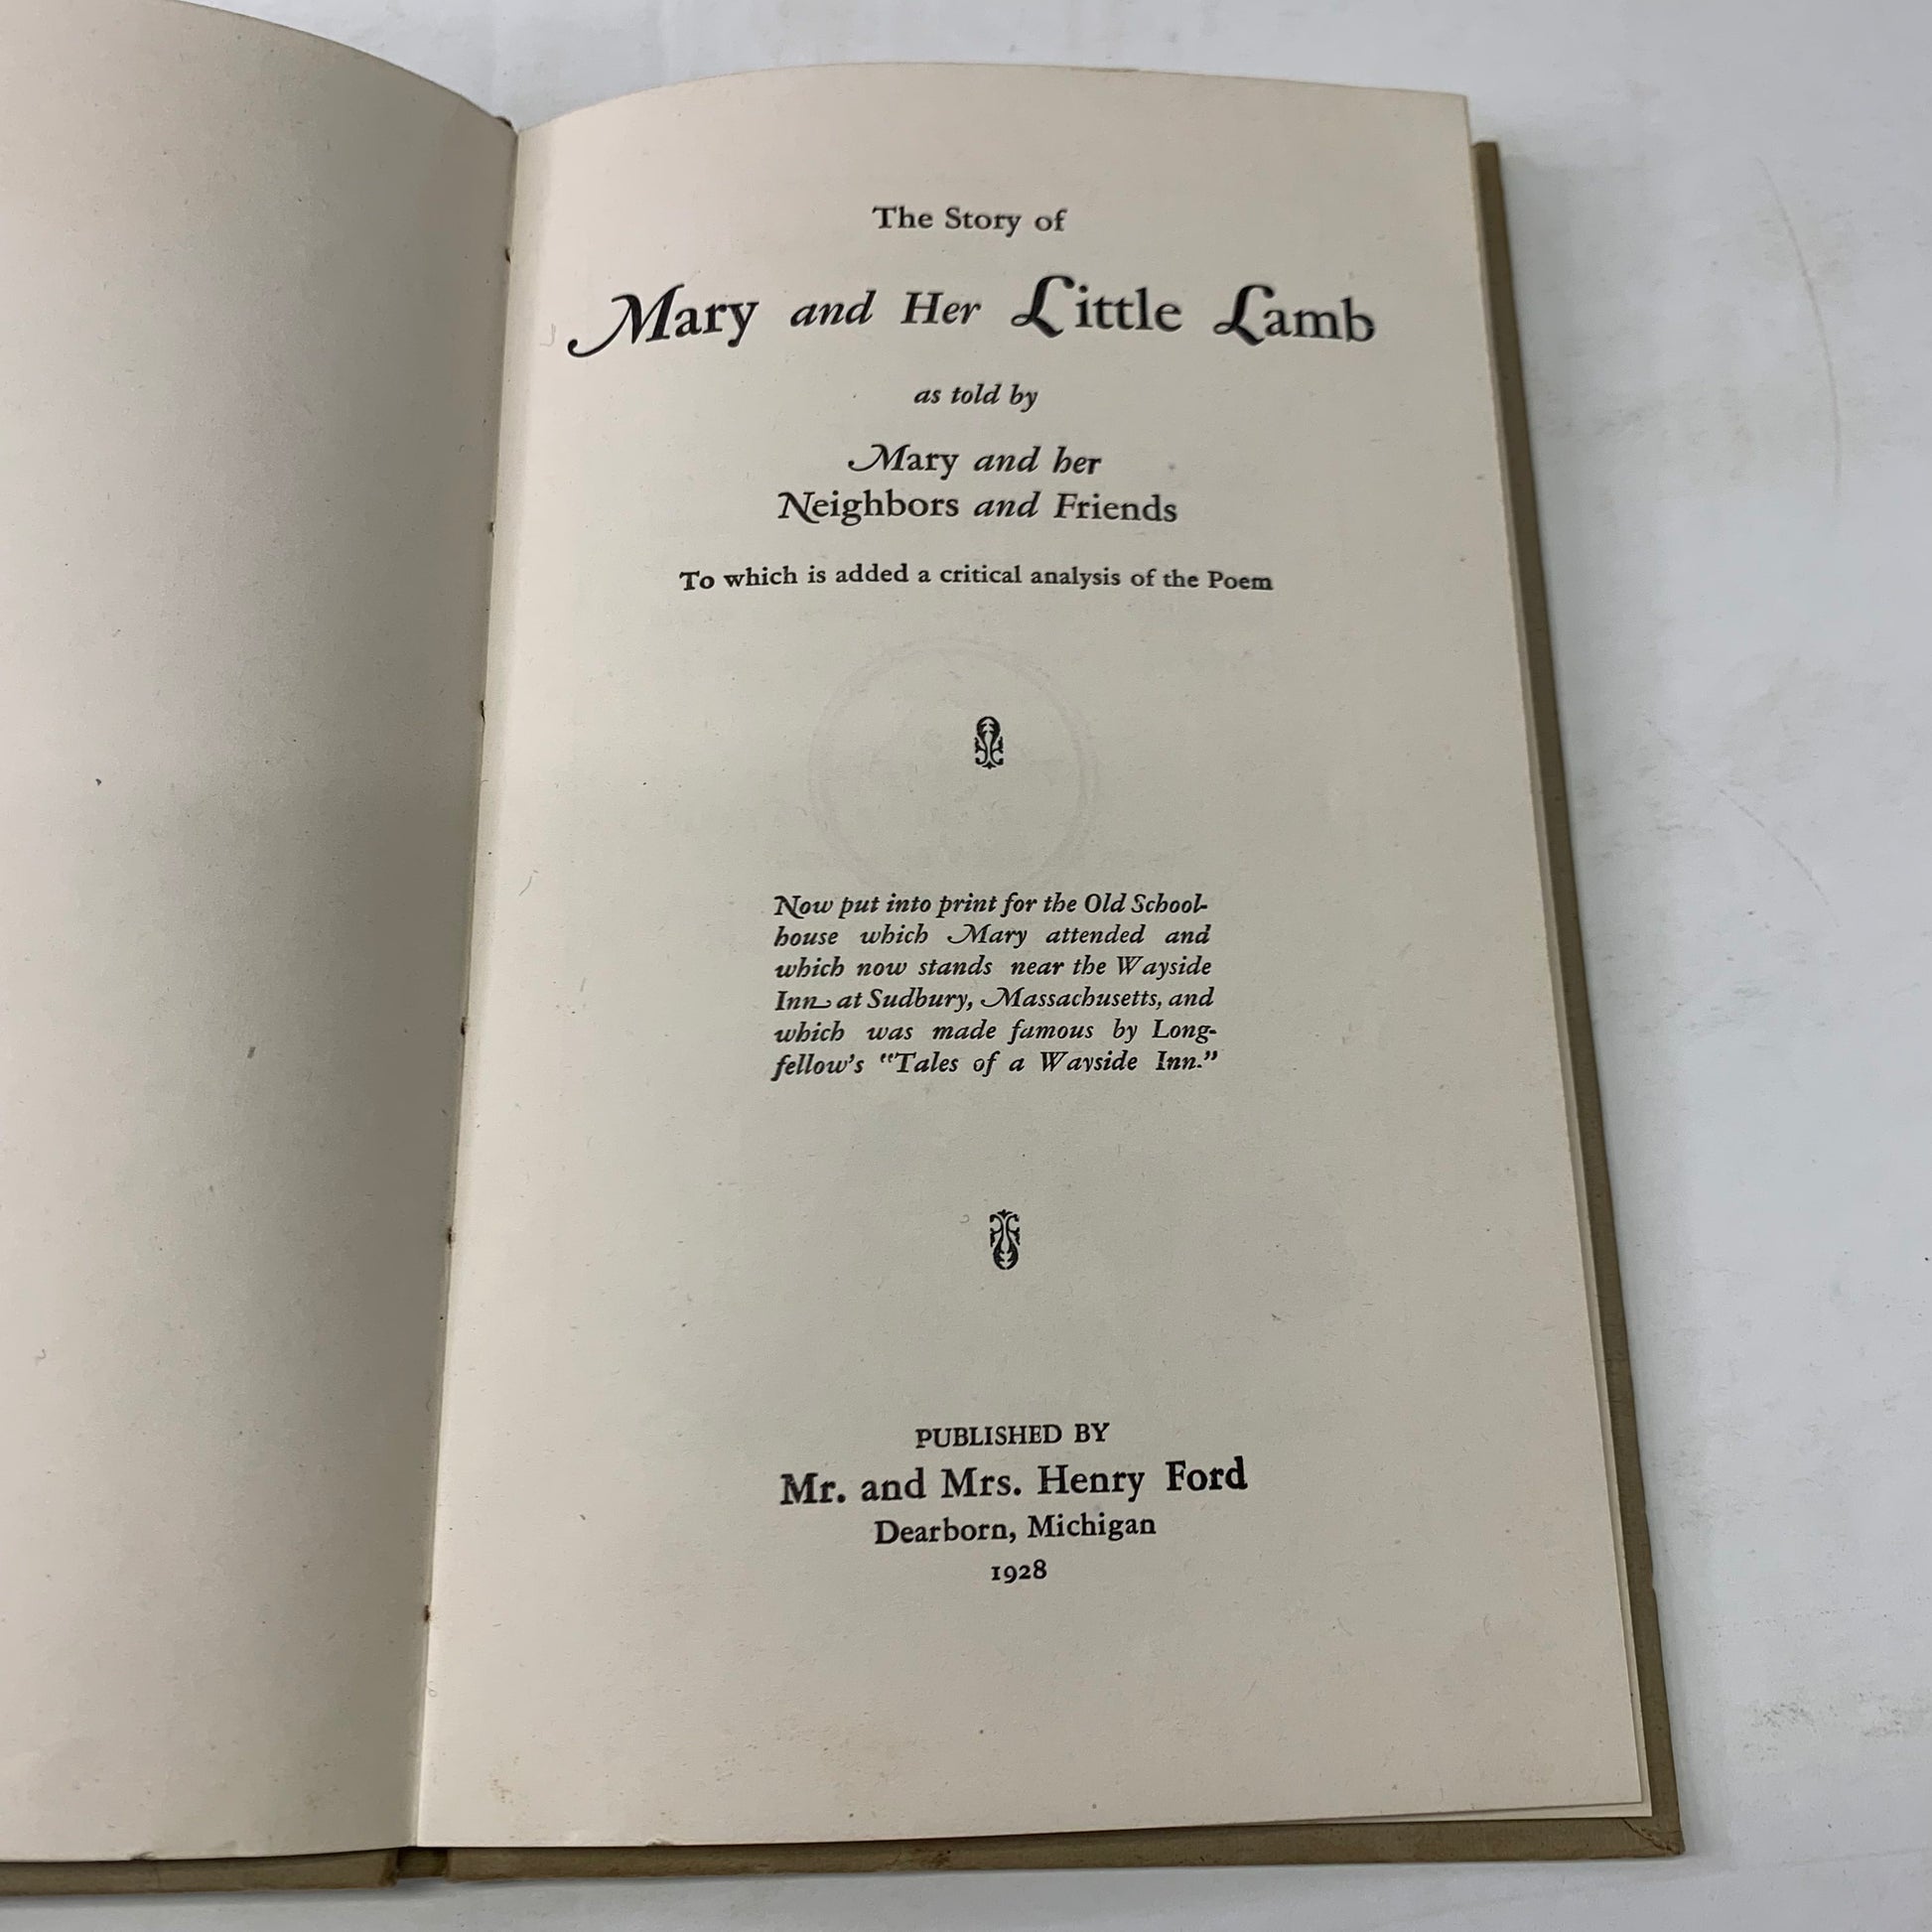 The Story of
Mary and Her Little Lamb
as told by
Mary and her
Neighbors and Friends
To which is added a critical analysis of the Poem
Now put into print for the Old School-
house which Mary attended and
which now stands near the Wayside
Inn at Sudbury, Massachusetts, and
which was made famous by Long-
fellow's "Tales of a Wayside Inn."
PUBLISHED BY
Mr. and Mrs. Henry Ford
Dearborn, Michigan
1928